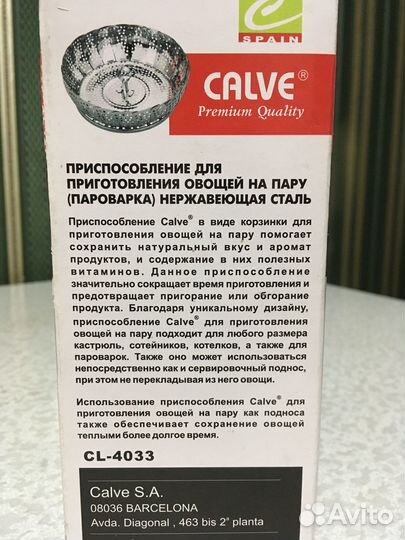 SPAIN
CALVE®
Premium Quality
ПРИСПОСОБЛЕНИЕ ДЛЯ
ПРИГОТОВЛЕНИЯ ОВОЩЕЙ НА ПАРУ
(ПАРОВАРКА) НЕРЖАВЕЮЩАЯ СТАЛЬ
Приспособление Calve® в виде корзинки для
приготовления овощей на пару помогает
сохранить натуральный вкус и аромат
продуктов, и содержание в них полезных
витаминов. Данное приспособление
значительно сокращает время приготовления и
предотвращает пригорание или обгорание
продукта. Благодаря уникальному дизайну,
приспособление Calve® для приготовления
овощей на пару подходит для любого размера
кастрюль, сотейников, котелков, а также для
пароварок. Также оно может использоваться
непосредственно как и сервировочный поднос,
при этом не перекладывая из него овощи.
Использование приспособления Calve® для
приготовления овощей на пару как подноса
также обеспечивает сохранение овощей
теплыми более долгое время.
CL-4033
Calve S.A.
08036 BARCELONA
Avda. Diagonal , 463 bis 2º planta
Avito